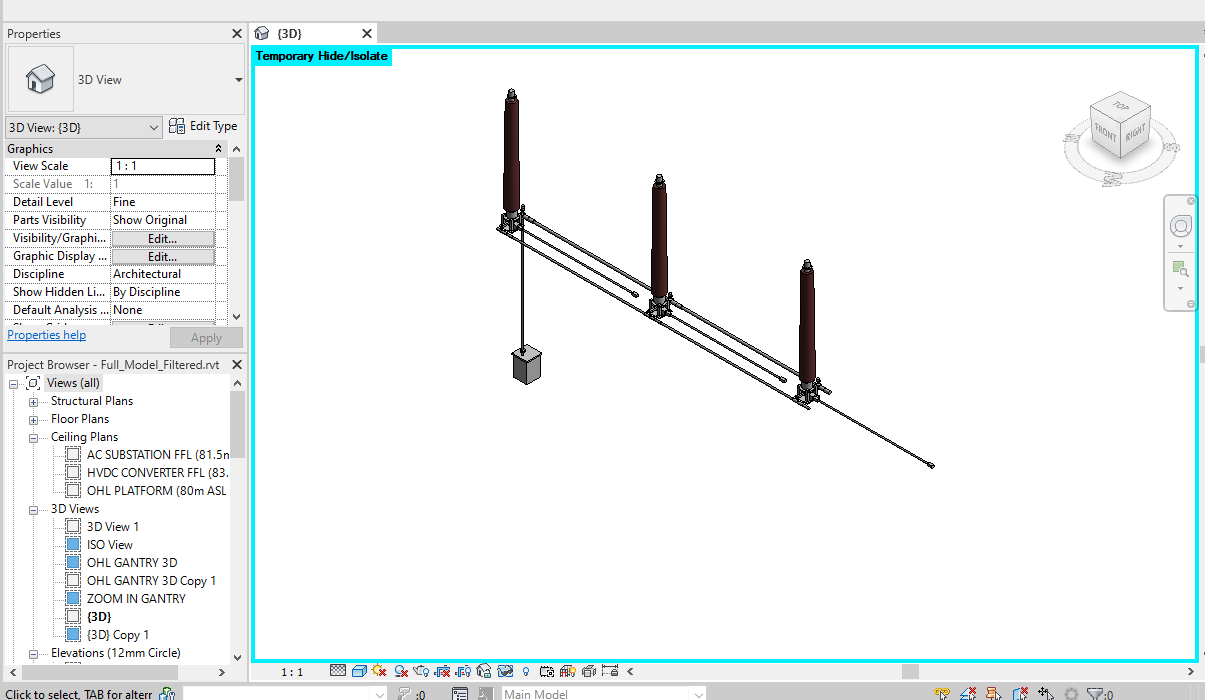 Properties
{3D}
Temporary Hide/Isolate
3D View
3D View: {3D}
Edit Type
Graphics
View Scale
1 : 1
Scale Value 1:
1
Detail Level
Fine
Parts Visibility
Show Original
Visibility/Graphi...
Edit...
Graphic Display ...
Edit...
Discipline
Architectural
Show Hidden Li...
By Discipline
Default Analysis ...
None
Properties help
Apply
TOP
FRONT
RIGHT
Project Browser - Full_Model_Filtered.rvt
Views (all)
Structural Plans
Floor Plans
Ceiling Plans
AC SUBSTATION FFL (81.5m
HVDC CONVERTER FFL (83.
OHL PLATFORM (80m ASL
3D Views
3D View 1
ISO View
OHL GANTRY 3D
OHL GANTRY 3D Copy 1
ZOOM IN GANTRY
{3D}
{3D} Copy 1
Elevations (12mm Circle)
1 : 1
Click to select, TAB for altern
:0
Main Model
:0